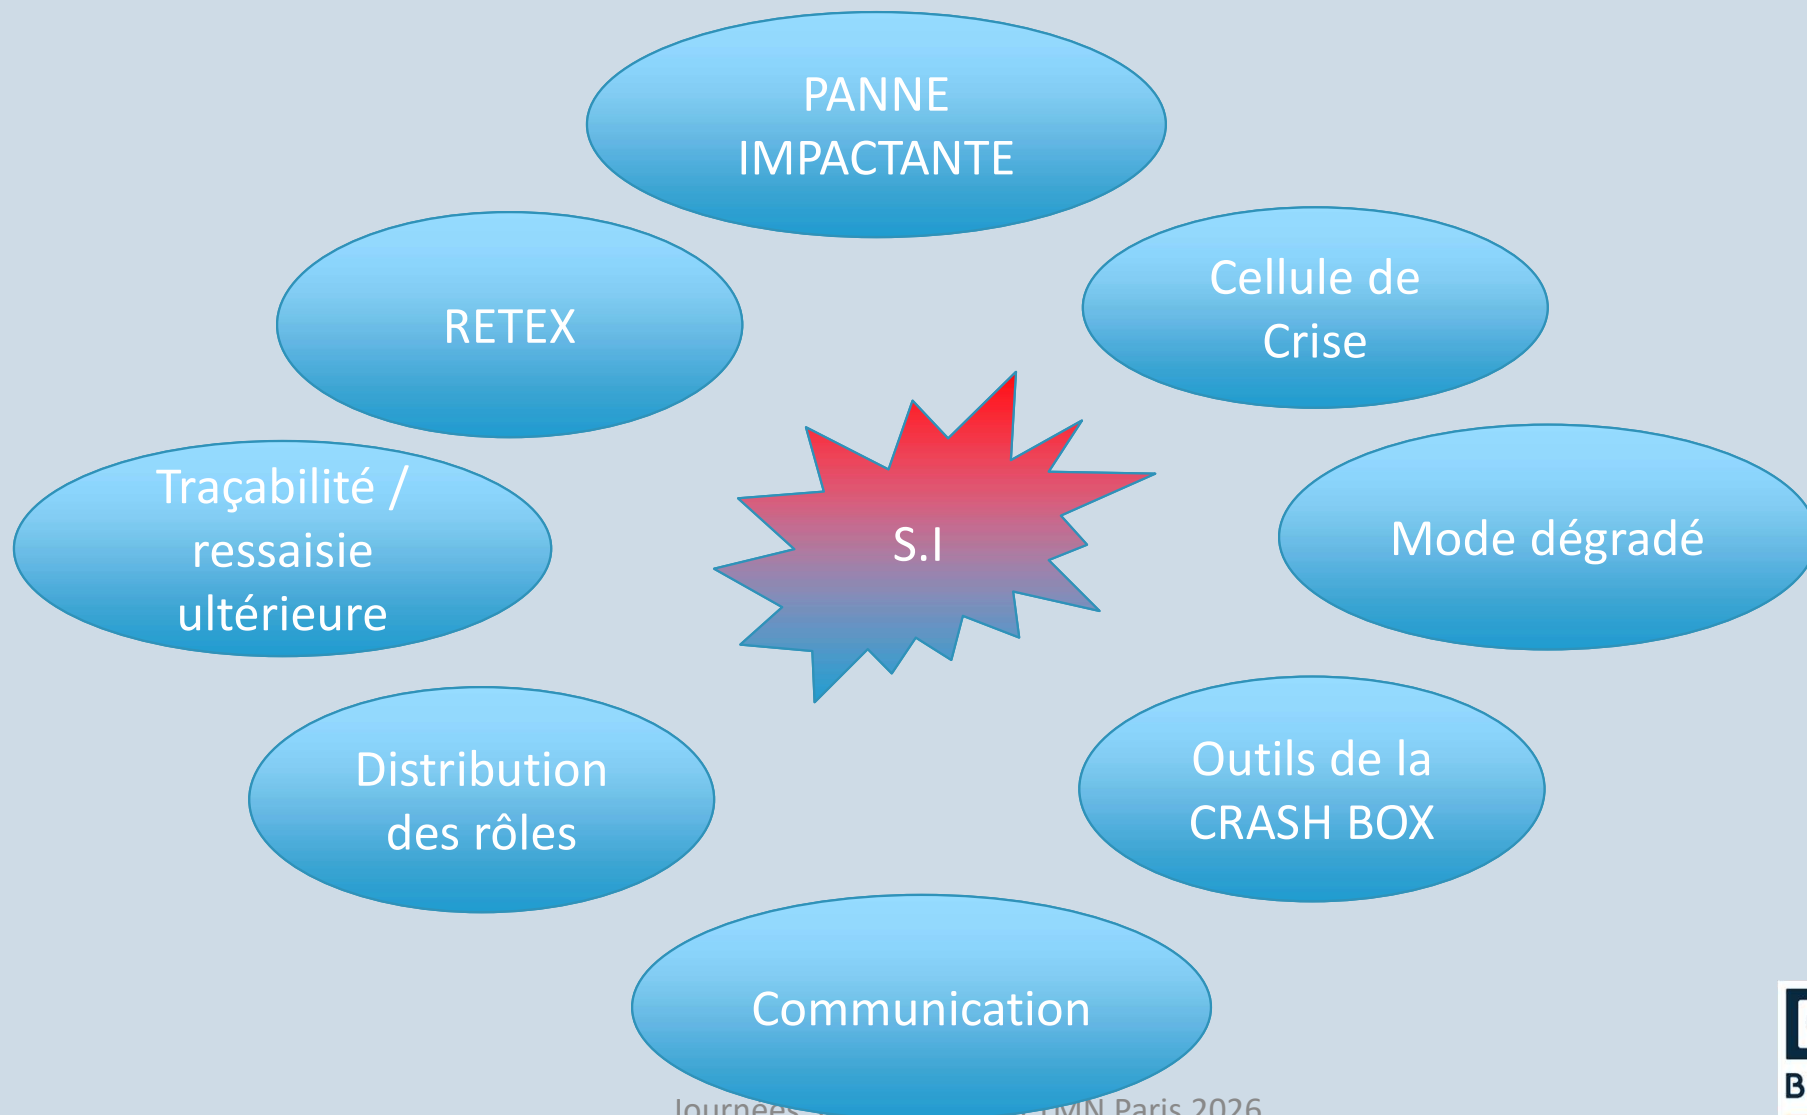 PANNE
IMPACTANTE
Cellule de
Crise
RETEX
Traçabilité /
ressaisie
ultérieure
S.I
Mode dégradé
Distribution
des rôles
Outils de la
CRASH BOX
Communication
Journées
Paris 2026